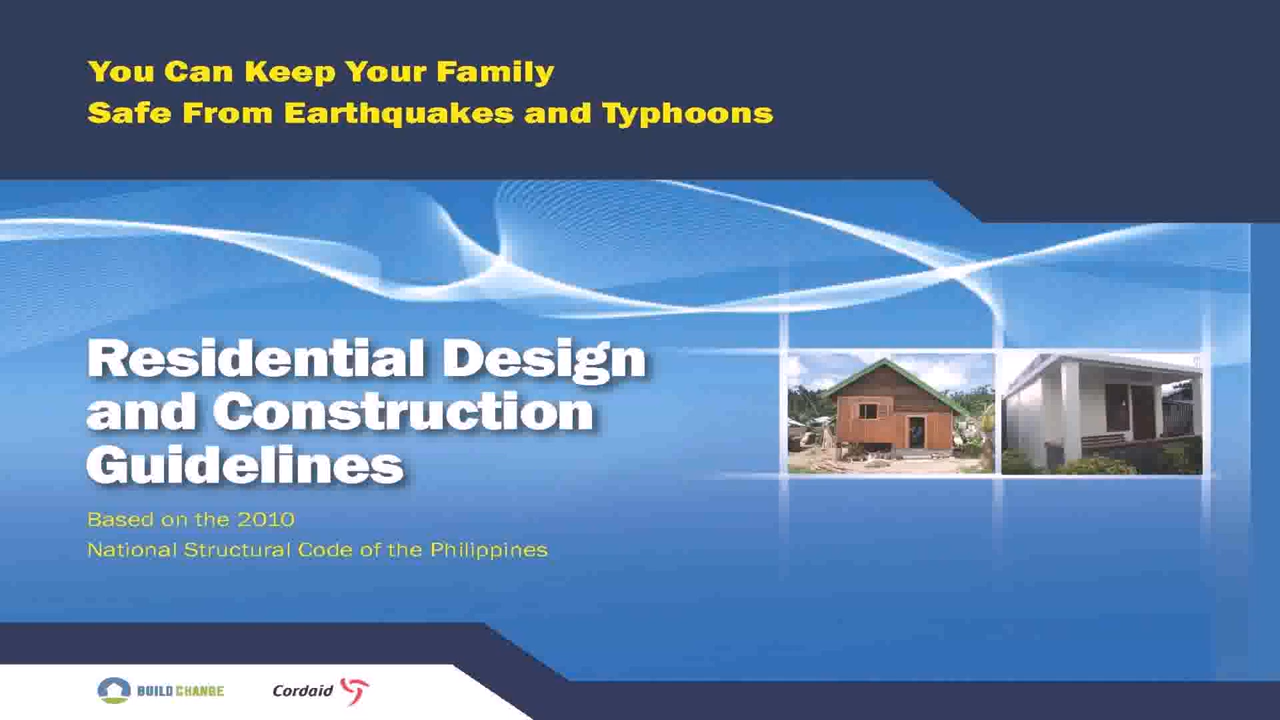 You Can Keep Your Family
Safe From Earthquakes and Typhoons
Residential Design
and Construction
Guidelines
Based on the 2010
National Structural Code of the Philippines
BUILD CHANGE
Cordaid